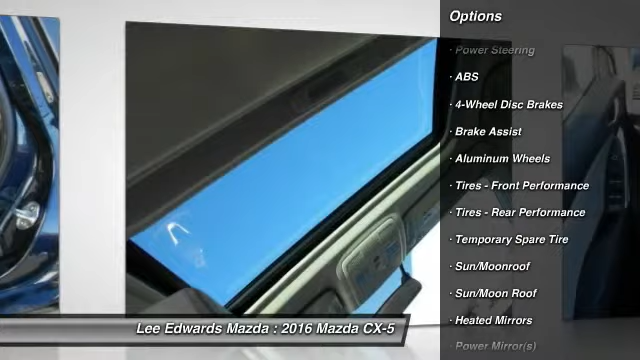 Options
· Power Steering
· ABS
· 4-Wheel Disc Brakes
· Brake Assist
· Aluminum Wheels
· Tires - Front Performance
· Tires - Rear Performance
· Temporary Spare Tire
· Sun/Moonroof
· Sun/Moon Roof
· Heated Mirrors
· Power Mirror(s)
Lee Edwards Mazda : 2016 Mazda CX-5